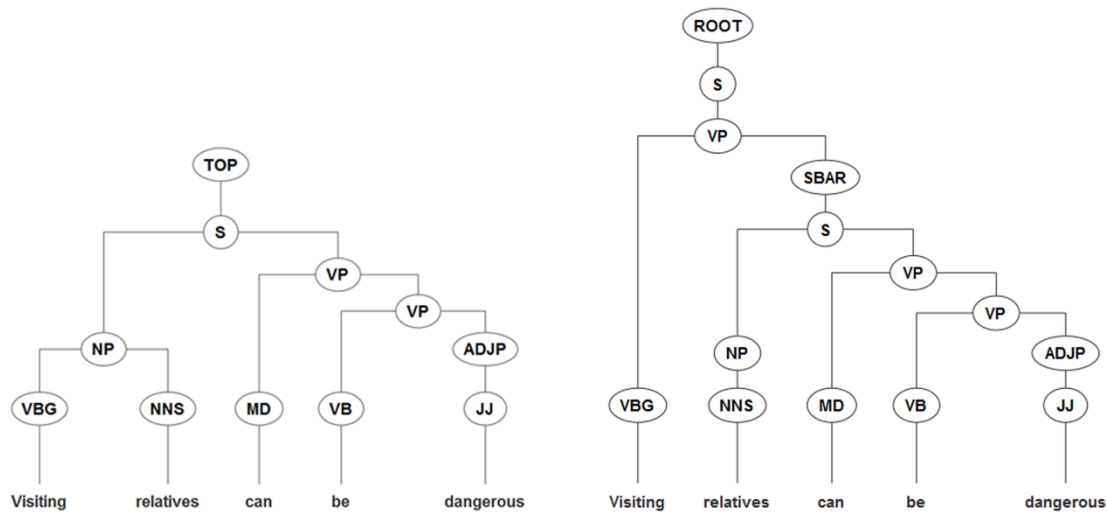 ROOT
S
VP
TOP
SBAR
S
S
VP
VP
VP
VP
NP
ADJP
NP
ADJP
VBG
NNS
MD
VB
JJ
VBG
NNS
MD
VB
JJ
Visiting relatives can be dangerous
Visiting relatives can be dangerous